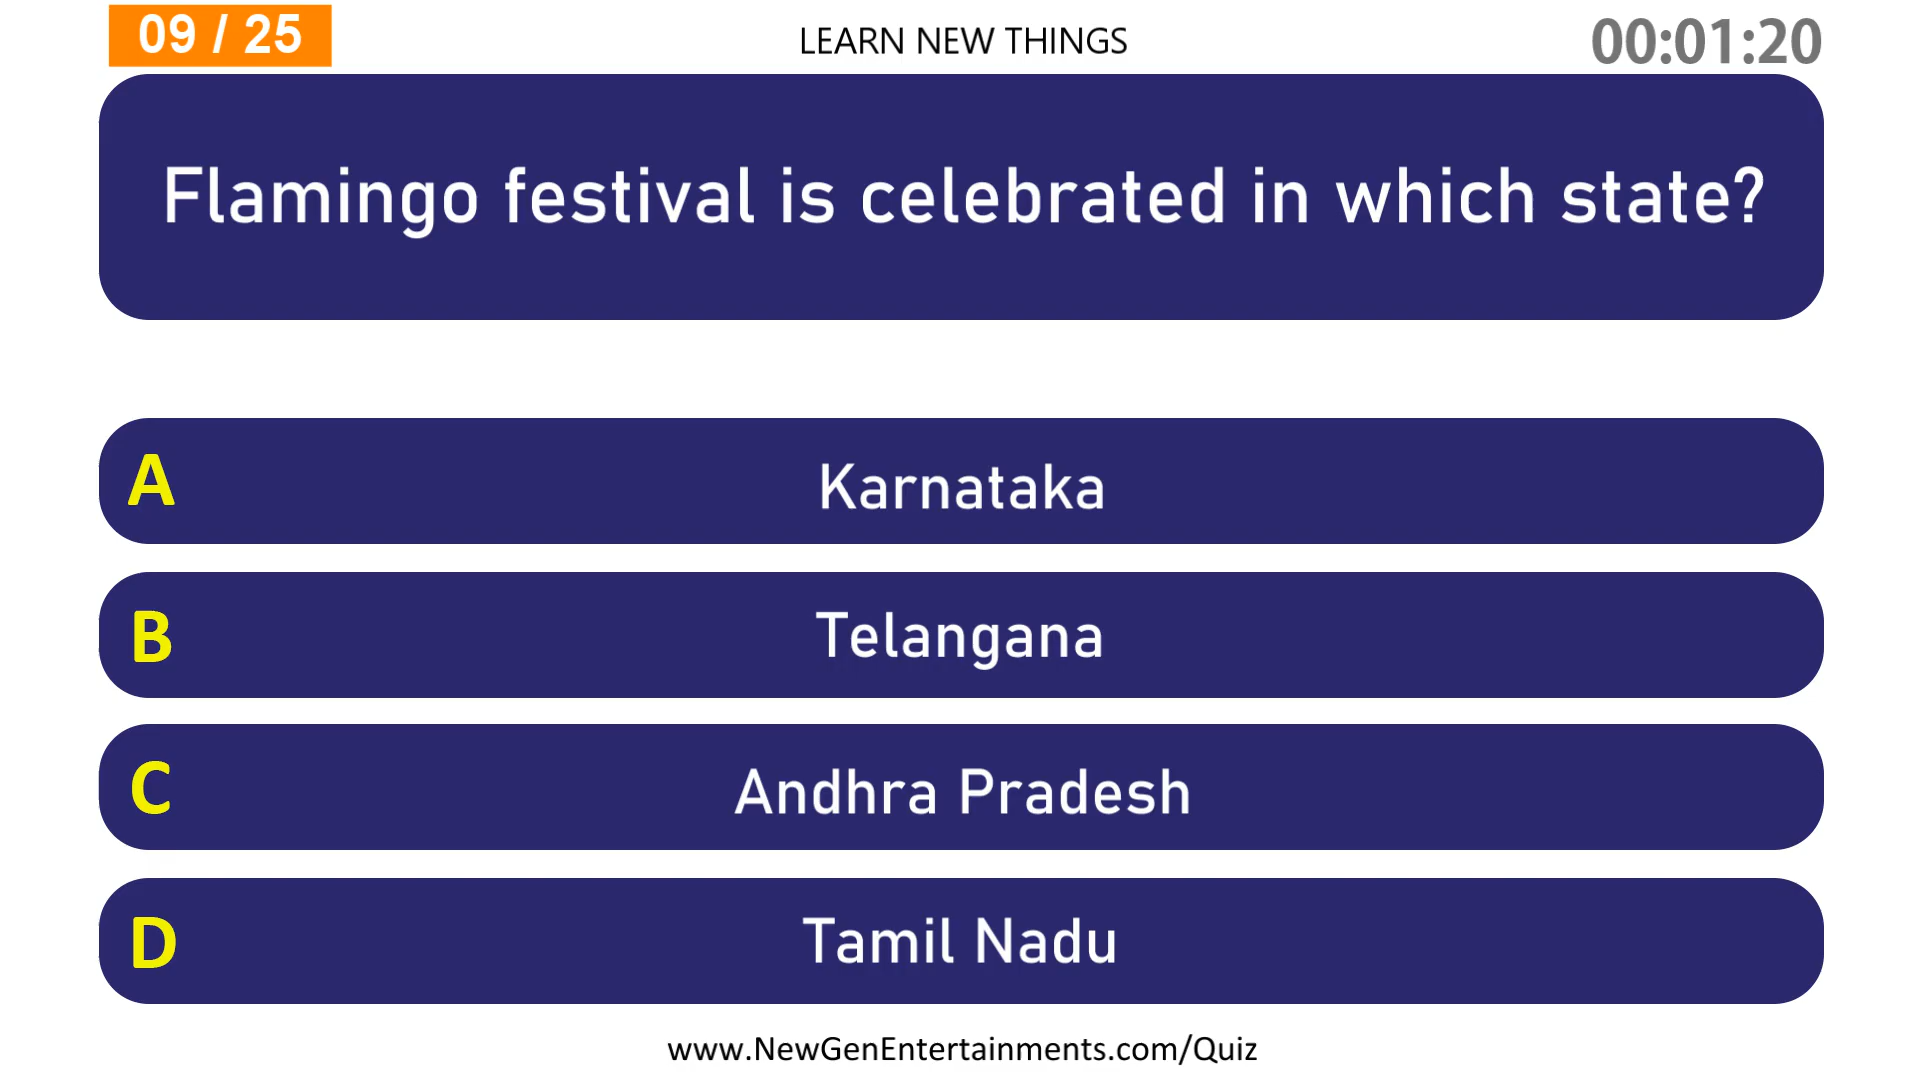 09 / 25
LEARN NEW THINGS
00:01:20
Flamingo festival is celebrated in which state?
A Karnataka
B Telangana
C Andhra Pradesh
D Tamil Nadu
www.NewGenEntertainments.com/Quiz